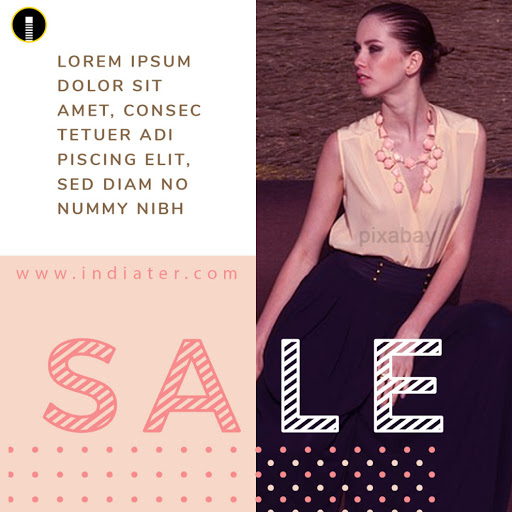 LOREM IPSUM
DOLOR SIT
AMET, CONSEC
TETUER ADI
PISCING ELIT,
SED DIAM NO
NUMMY NIBH
pixabay
www.indiater.com
SALE